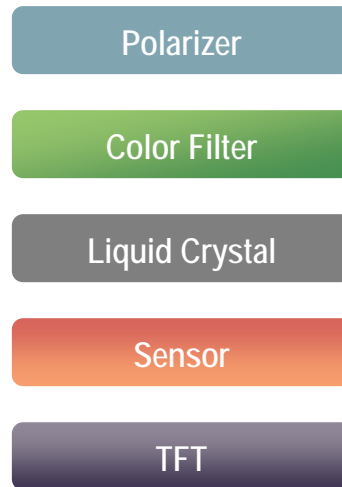 Polarizer
Color Filter
Liquid Crystal
Sensor
TFT